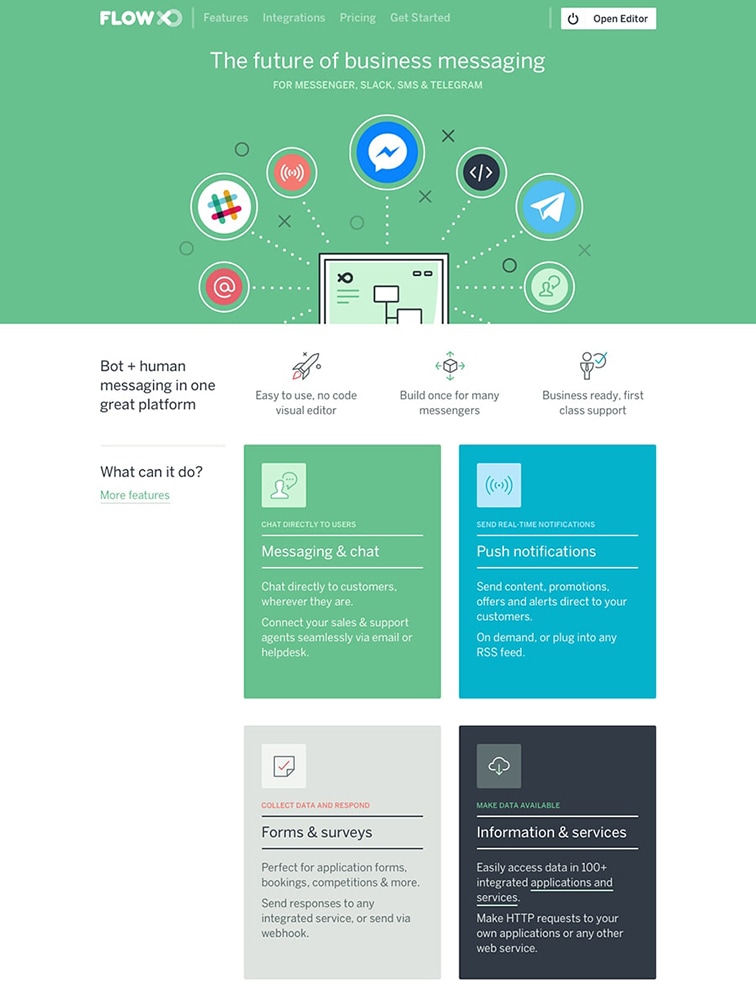 FLOW XO
Features Integrations Pricing Get Started
Open Editor
The future of business messaging
FOR MESSENGER, SLACK, SMS & TELEGRAM
Bot + human
messaging in one
great platform
Easy to use, no code
visual editor
Build once for many
messengers
Business ready, first
class support
What can it do?
More features
CHAT DIRECTLY TO USERS
Messaging & chat
Chat directly to customers,
wherever they are.
Connect your sales & support
agents seamlessly via email or
helpdesk.
SEND REAL-TIME NOTIFICATIONS
Push notifications
Send content, promotions,
offers and alerts direct to your
customers.
On demand, or plug into any
RSS feed.
COLLECT DATA AND RESPOND
Forms & surveys
Perfect for application forms,
bookings, competitions & more.
Send responses to any
integrated service, or send via
webhook.
MAKE DATA AVAILABLE
Information & services
Easily access data in 100+
integrated applications and
services.
Make HTTP requests to your
own applications or any other
web service.